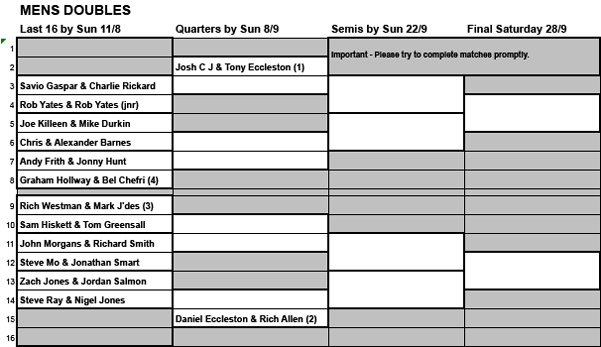 MENS DOUBLES
Last 16 by Sun 11/8 Quarters by Sun 8/9 Semis by Sun 22/9 Final Saturday 28/9
1 Important - Please try to complete matches promptly.
2 Josh C J & Tony Eccleston (1)
3 Savio Gaspar & Charlie Rickard
4 Rob Yates & Rob Yates (jnr)
5 Joe Killeen & Mike Durkin
6 Chris & Alexander Barnes
7 Andy Frith & Jonny Hunt
8 Graham Hollway & Bel Chefri (4)
9 Rich Westman & Mark J'des (3)
10 Sam Hiskett & Tom Greensall
11 John Morgans & Richard Smith
12 Steve Mo & Jonathan Smart
13 Zach Jones & Jordan Salmon
14 Steve Ray & Nigel Jones
15 Daniel Eccleston & Rich Allen (2)
16